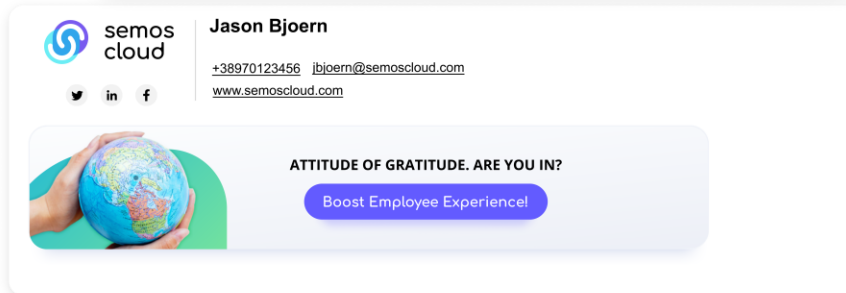 semos
cloud
Jason Bjoern
+38970123456 jbjoern@semoscloud.com
www.semoscloud.com
ATTITUDE OF GRATITUDE. ARE YOU IN?
Boost Employee Experience!